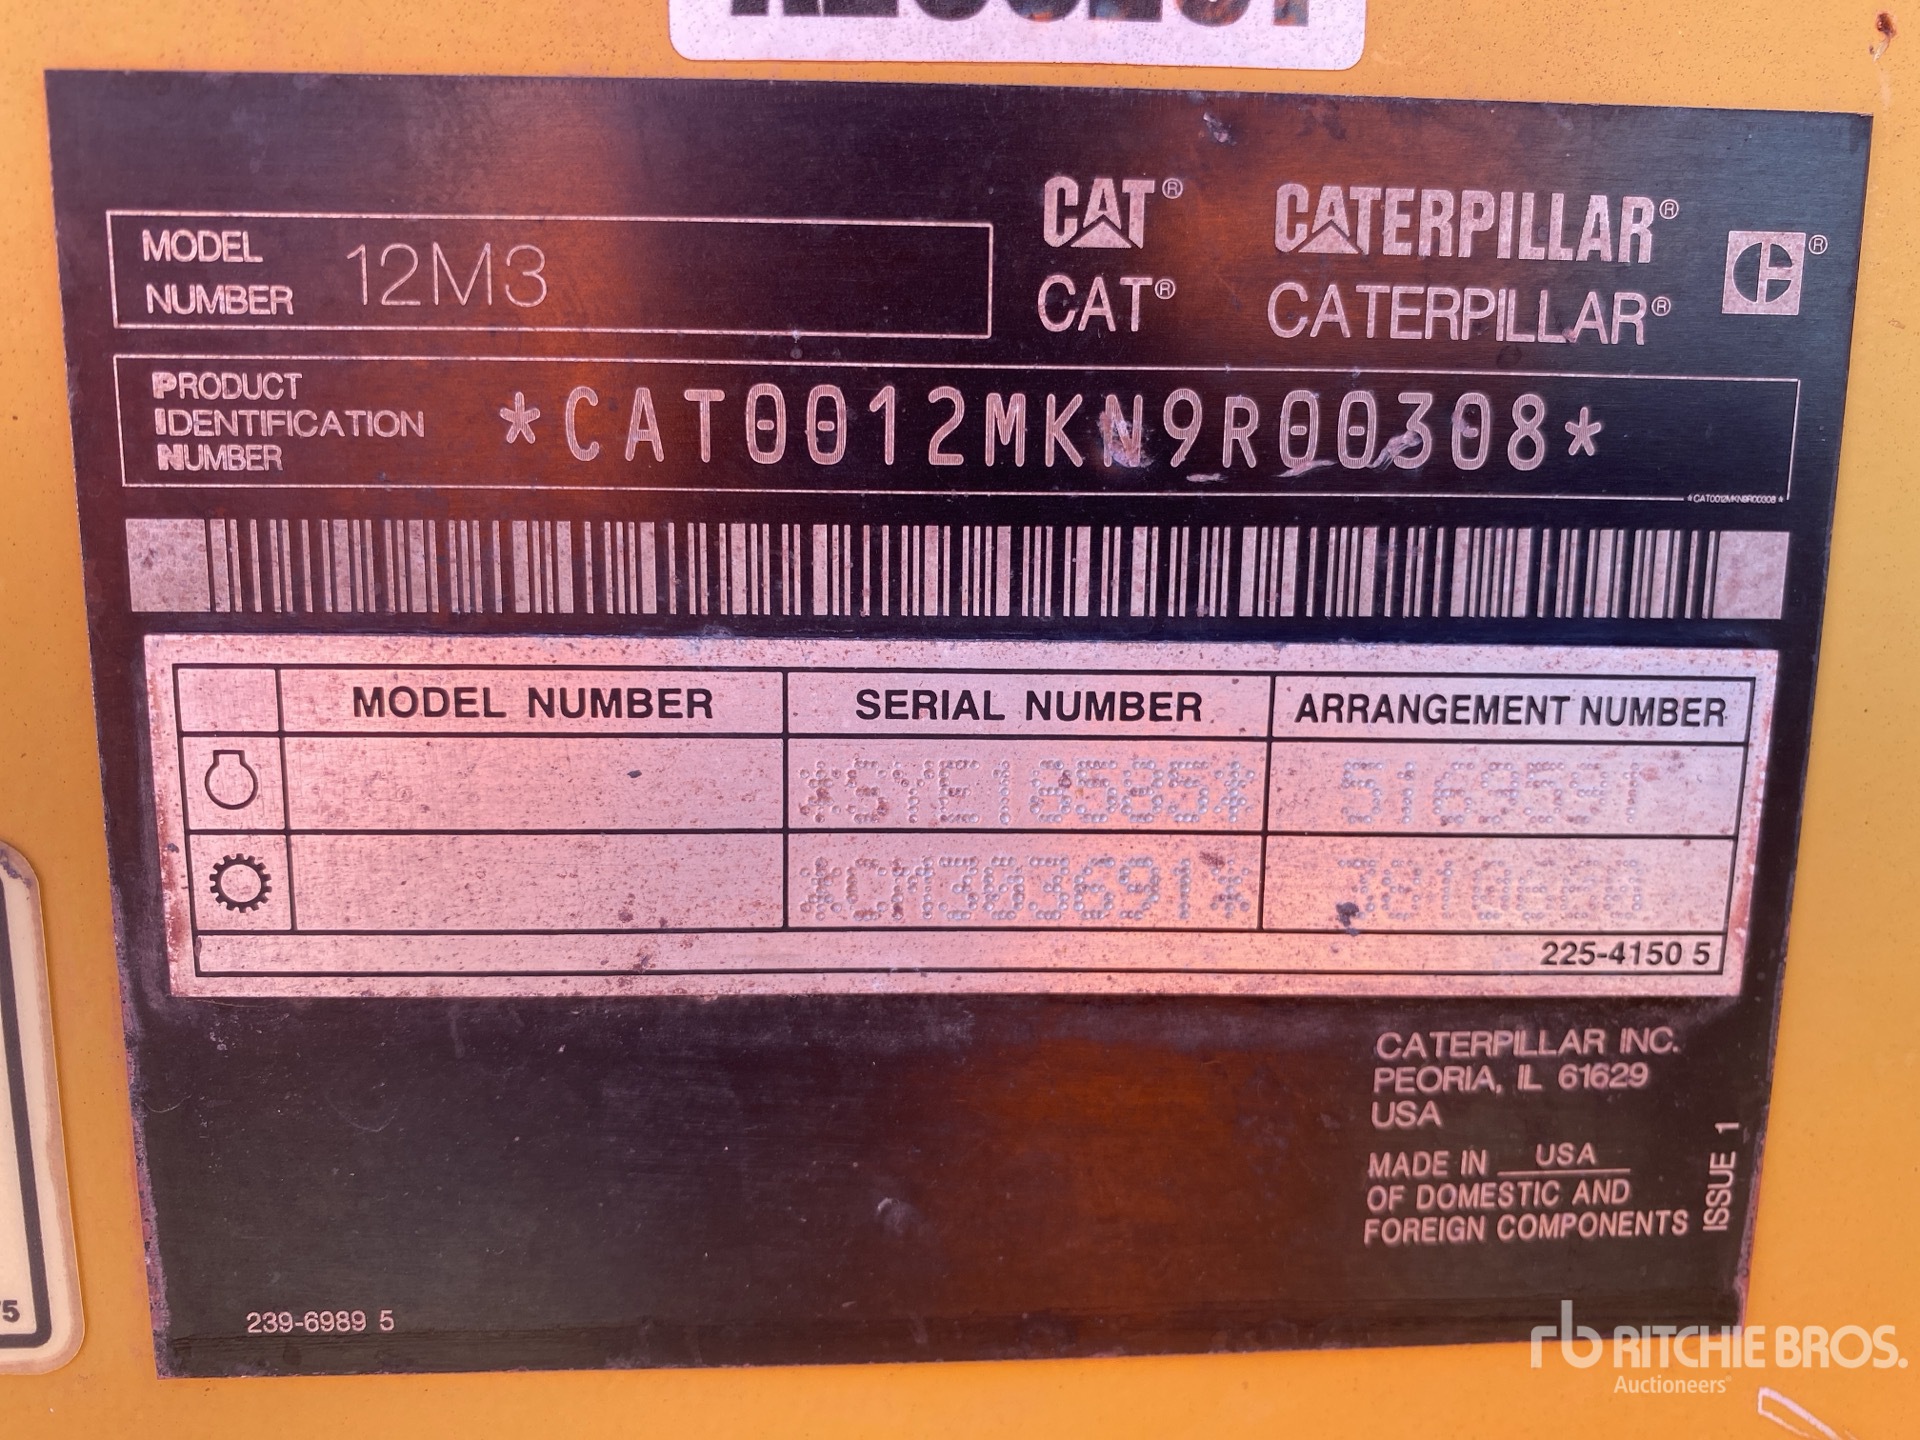 MODEL
NUMBER 12M3
CAT® CATERPILLAR®
CAT® CATERPILLAR®
PRODUCT
IDENTIFICATION
NUMBER
*CAT0012MKN9R00308*
*CAT0012MKN9R00308*
MODEL NUMBER SERIAL NUMBER ARRANGEMENT NUMBER
225-4150 5
CATERPILLAR INC.
PEORIA, IL 61629
USA
MADE IN USA
OF DOMESTIC AND
FOREIGN COMPONENTS
ISSUE 1
239-6989 5
rb RITCHIE BROS.
Auctioneers